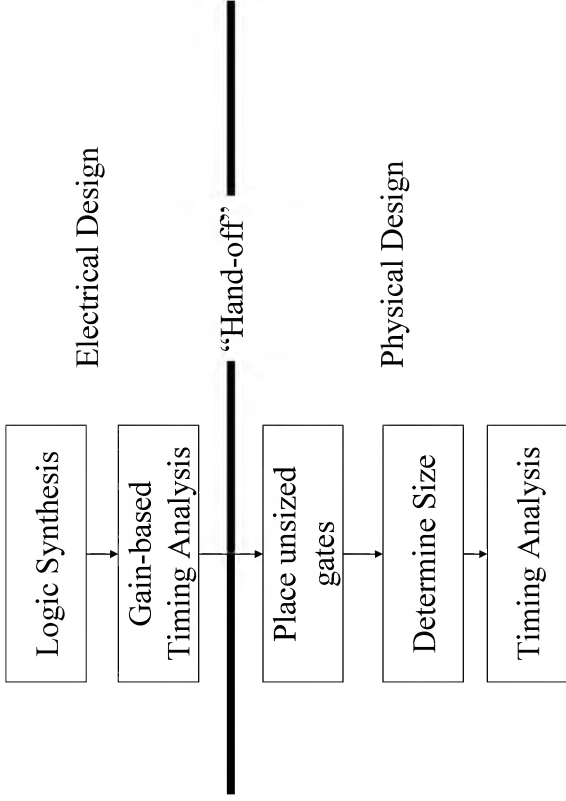 Logic Synthesis
Gain-based
Timing Analysis
Electrical Design
“Hand-off”
Place unsized
gates
Determine Size
Timing Analysis
Physical Design